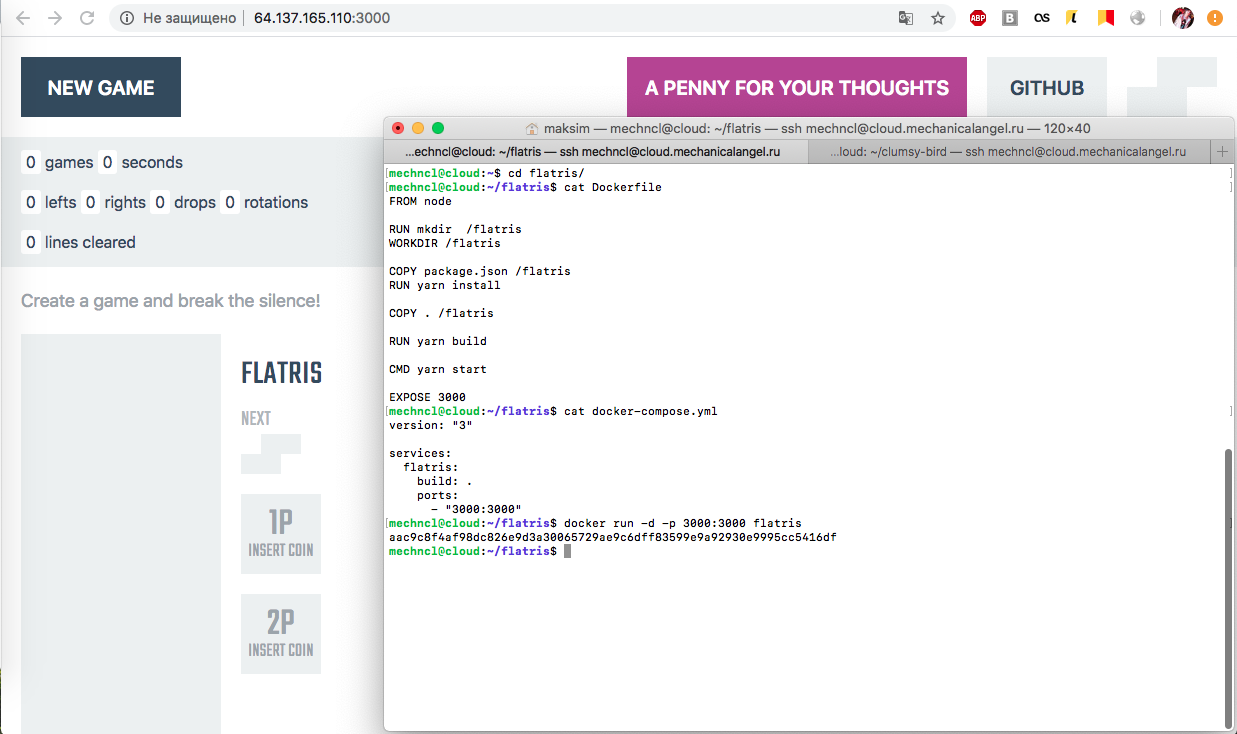 Не защищено 64.137.165.110:3000
ABP B OS
NEW GAME
A PENNY FOR YOUR THOUGHTS
GITHUB
0 games 0 seconds
0 lefts 0 rights 0 drops 0 rotations
0 lines cleared
Create a game and break the silence!
FLATRIS
NEXT
1P
INSERT COIN
2P
INSERT COIN
maksim — mechncl@cloud: ~/flatris — ssh mechncl@cloud.mechanicalangel.ru — 120×40
...echncl@cloud: ~/flatris — ssh mechncl@cloud.mechanicalangel.ru
...loud: ~/clumsy-bird — ssh mechncl@cloud.mechanicalangel.ru
[mechncl@cloud:~$ cd flatris/ ]
[mechncl@cloud:~/flatris$ cat Dockerfile ]
FROM node
RUN mkdir  /flatris
WORKDIR /flatris
COPY package.json /flatris
RUN yarn install
COPY . /flatris
RUN yarn build
CMD yarn start
EXPOSE 3000
[mechncl@cloud:~/flatris$ cat docker-compose.yml ]
version: "3"
services:
  flatris:
    build: .
    ports:
      - "3000:3000"
[mechncl@cloud:~/flatris$ docker run -d -p 3000:3000 flatris ]
aac9c8f4af98dc826e9d3a30065729ae9c6dff83599e9a92930e9995cc5416df
mechncl@cloud:~/flatris$